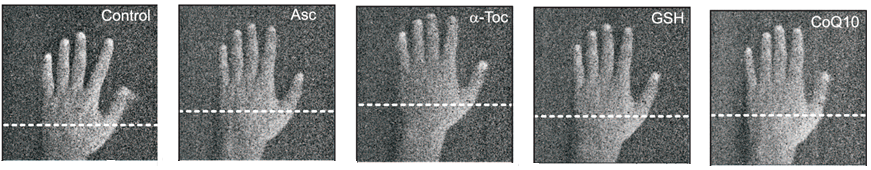 Control
Asc
α-Toc
GSH
CoQ10